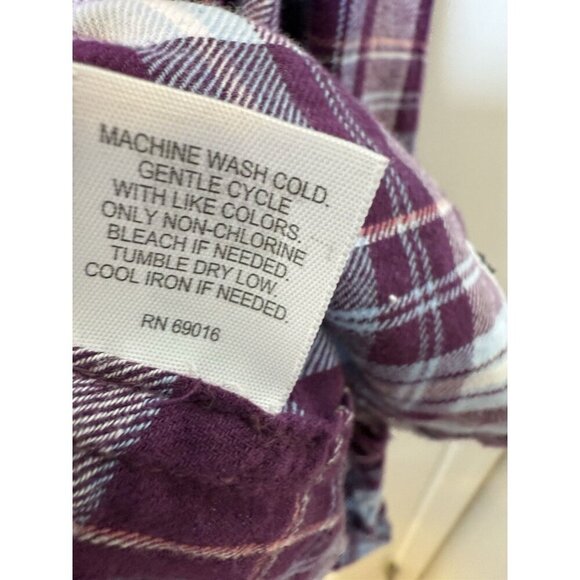 MACHINE WASH COLD.
GENTLE CYCLE
WITH LIKE COLORS.
ONLY NON-CHLORINE
BLEACH IF NEEDED.
TUMBLE DRY LOW.
COOL IRON IF NEEDED.
RN 69016